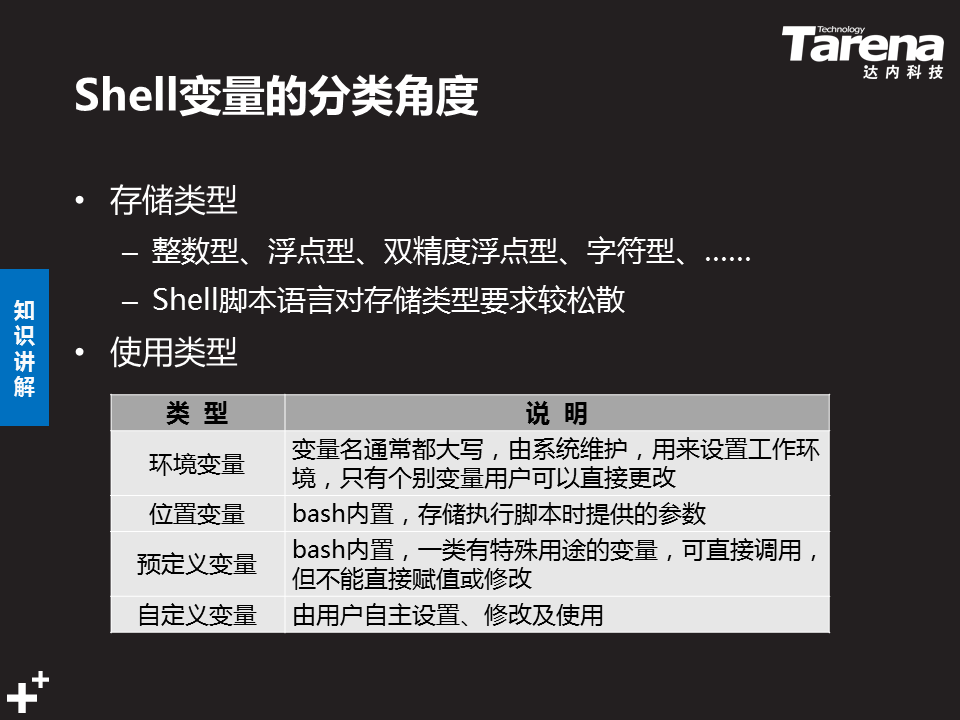 Technology
Tarena
达内科技
Shell变量的分类角度
• 存储类型
– 整数型、浮点型、双精度浮点型、字符型、……
– Shell脚本语言对存储类型要求较松散
• 使用类型
知
识
讲
解
类 型 说 明
环境变量 变量名通常都大写，由系统维护，用来设置工作环
境，只有个别变量用户可以直接更改
位置变量 bash内置，存储执行脚本时提供的参数
预定义变量 bash内置，一类有特殊用途的变量，可直接调用，
但不能直接赋值或修改
自定义变量 由用户自主设置、修改及使用